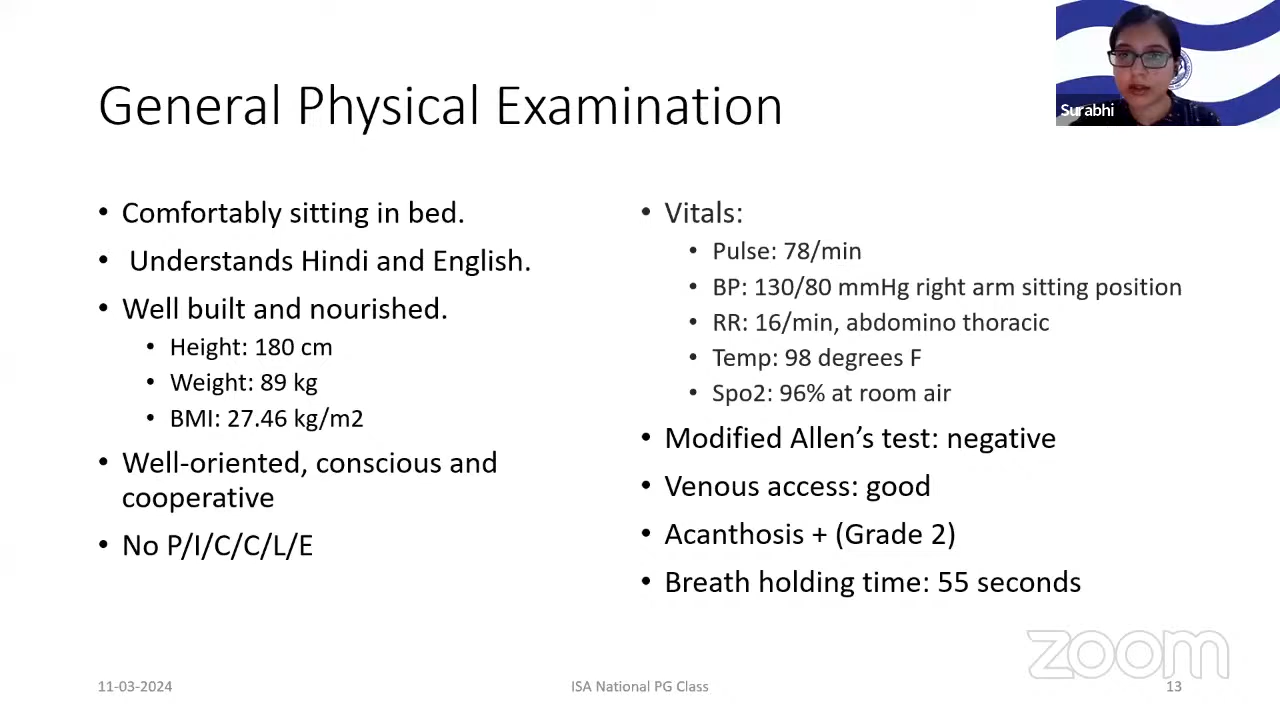 Surabhi
General Physical Examination
• Comfortably sitting in bed.
• Understands Hindi and English.
• Well built and nourished.
• Height: 180 cm
• Weight: 89 kg
• BMI: 27.46 kg/m2
• Well-oriented, conscious and
cooperative
• No P/I/C/C/L/E
• Vitals:
• Pulse: 78/min
• BP: 130/80 mmHg right arm sitting position
• RR: 16/min, abdomino thoracic
• Temp: 98 degrees F
• Spo2: 96% at room air
• Modified Allen’s test: negative
• Venous access: good
• Acanthosis + (Grade 2)
• Breath holding time: 55 seconds
zoom
11-03-2024
ISA National PG Class
13